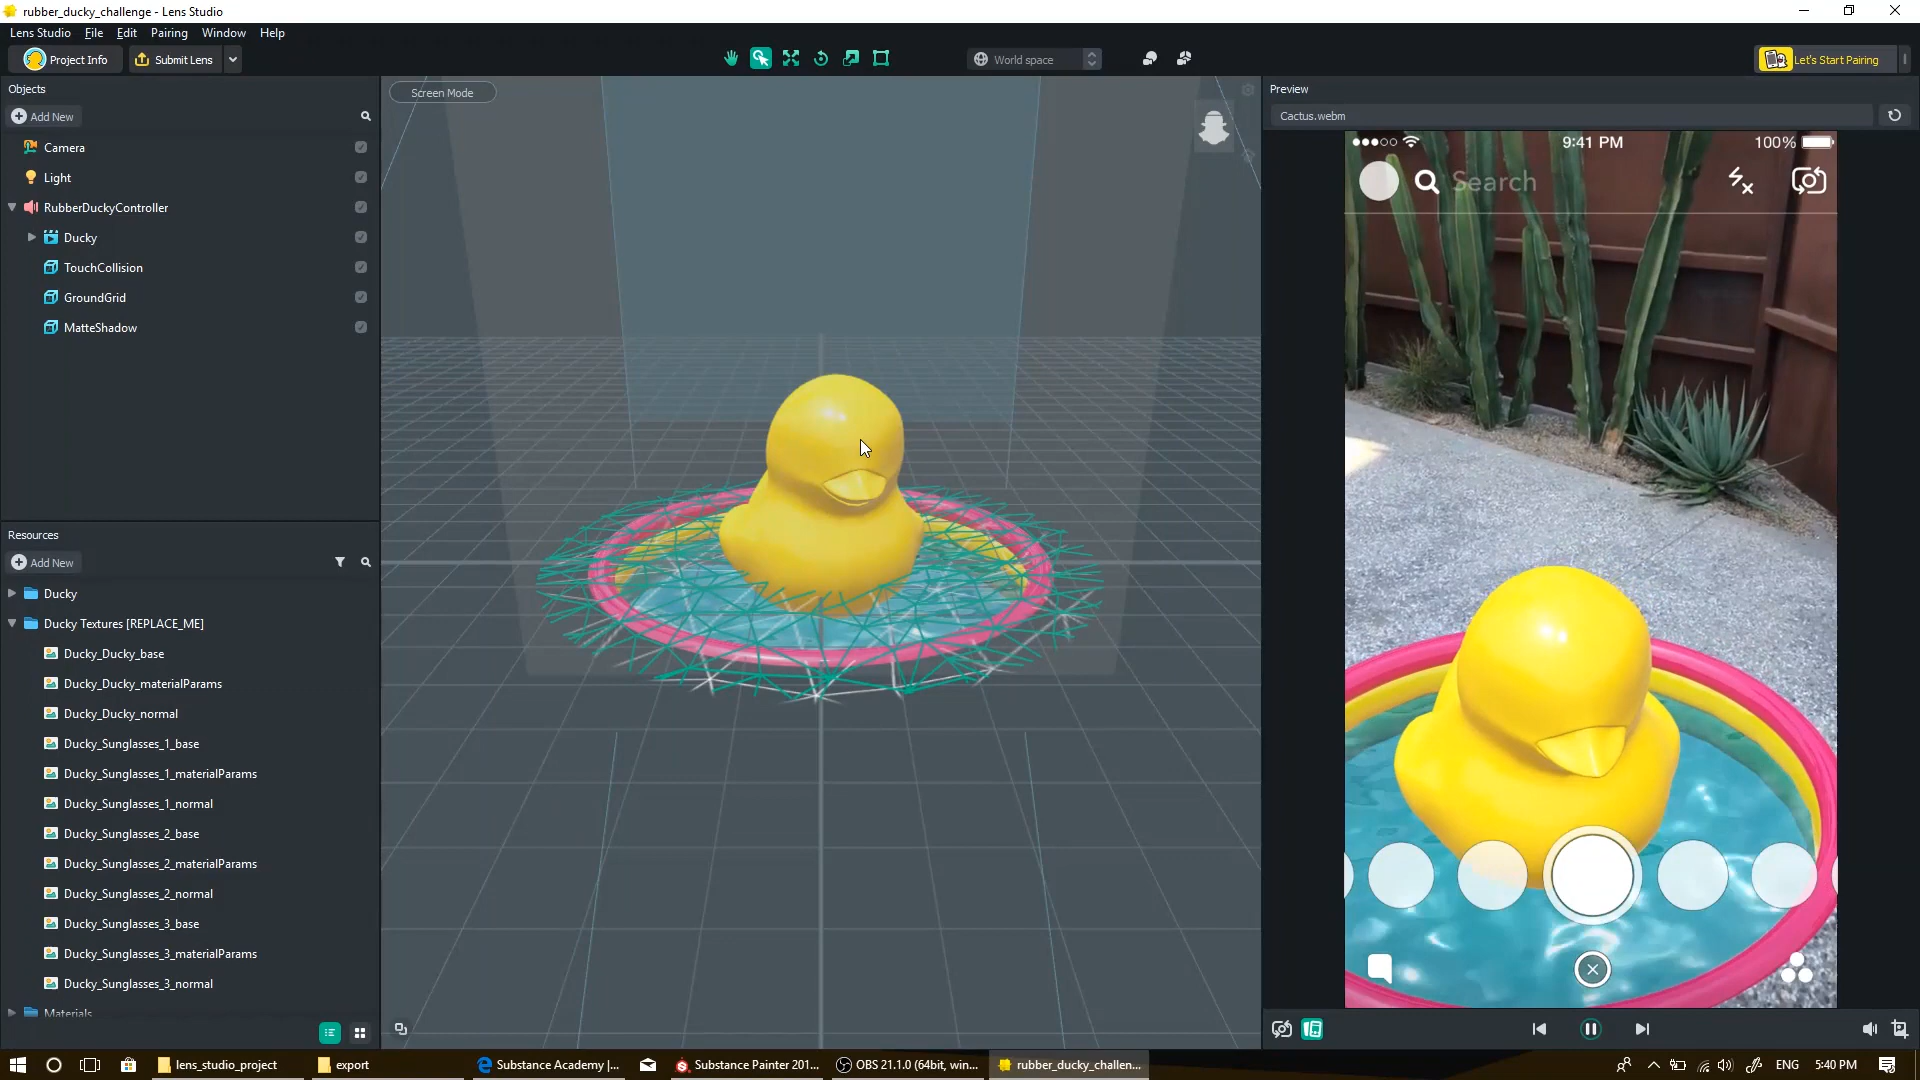 rubber_ducky_challenge - Lens Studio
Lens Studio File Edit Pairing Window Help
Project Info Submit Lens World space Let's Start Pairing
Objects
Add New
Camera
Light
RubberDuckyController
Ducky
TouchCollision
GroundGrid
MatteShadow
Resources
Add New
Ducky
Ducky Textures [REPLACE_ME]
Ducky_Ducky_base
Ducky_Ducky_materialParams
Ducky_Ducky_normal
Ducky_Sunglasses_1_base
Ducky_Sunglasses_1_materialParams
Ducky_Sunglasses_1_normal
Ducky_Sunglasses_2_base
Ducky_Sunglasses_2_materialParams
Ducky_Sunglasses_2_normal
Ducky_Sunglasses_3_base
Ducky_Sunglasses_3_materialParams
Ducky_Sunglasses_3_normal
Materials
Screen Mode
Preview
Cactus.webm
9:41 PM 100%
Search
lens_studio_project export Substance Academy |... Substance Painter 201... OBS 21.1.0 (64bit, win... rubber_ducky_challen... ENG 5:40 PM